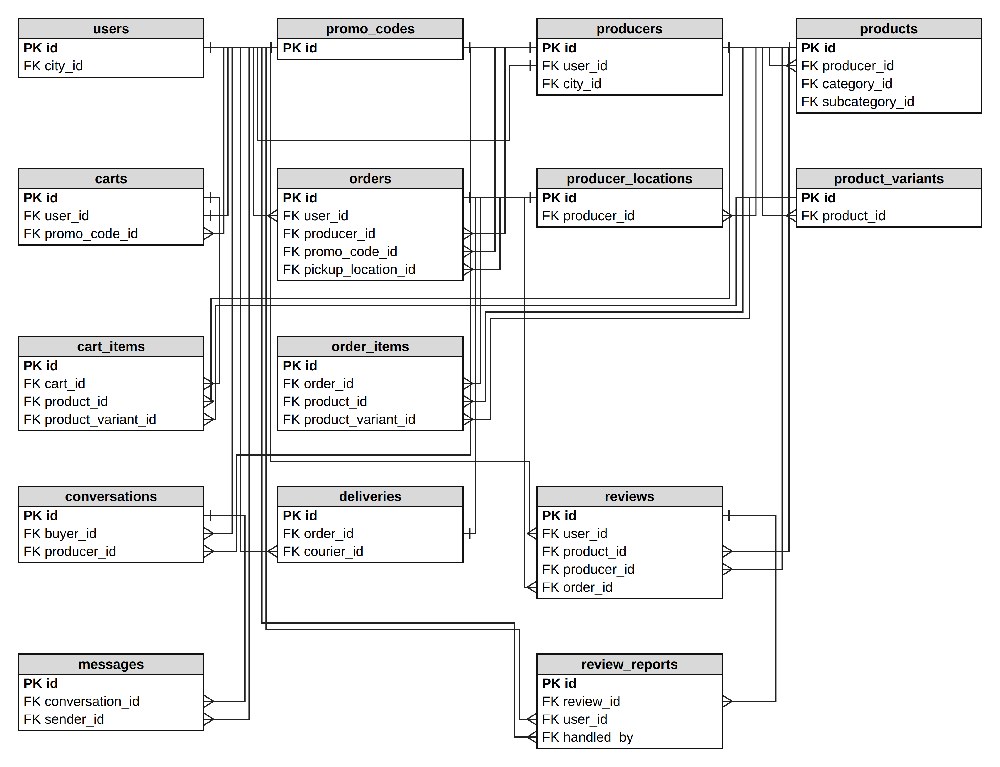 users
PK id
FK city_id
promo_codes
PK id
producers
PK id
FK user_id
FK city_id
products
PK id
FK producer_id
FK category_id
FK subcategory_id
carts
PK id
FK user_id
FK promo_code_id
orders
PK id
FK user_id
FK producer_id
FK promo_code_id
FK pickup_location_id
producer_locations
PK id
FK producer_id
product_variants
PK id
FK product_id
cart_items
PK id
FK cart_id
FK product_id
FK product_variant_id
order_items
PK id
FK order_id
FK product_id
FK product_variant_id
conversations
PK id
FK buyer_id
FK producer_id
deliveries
PK id
FK order_id
FK courier_id
reviews
PK id
FK user_id
FK product_id
FK producer_id
FK order_id
messages
PK id
FK conversation_id
FK sender_id
review_reports
PK id
FK review_id
FK user_id
FK handled_by